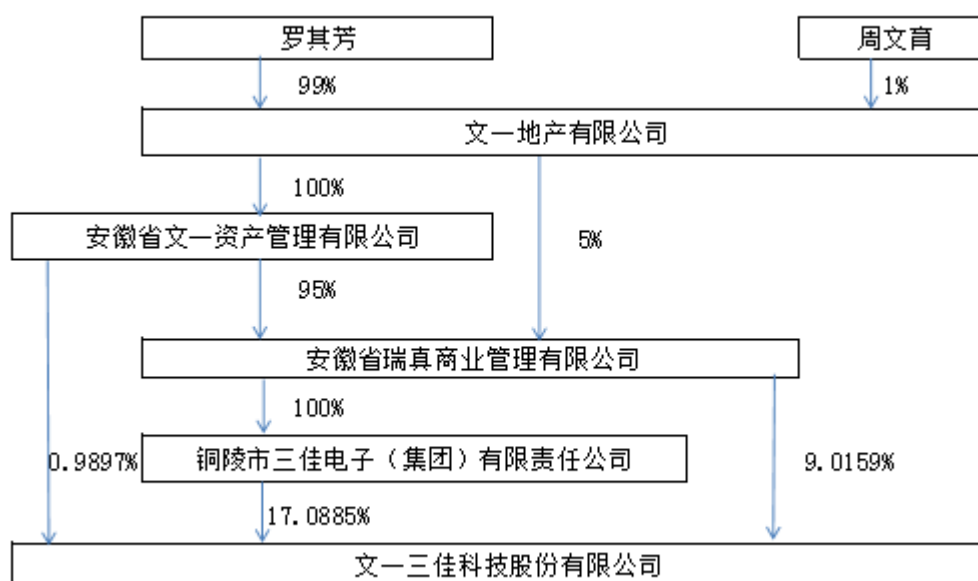 罗其芳
周文育
99%
1%
文一地产有限公司
100%
安徽省文一资产管理有限公司
5%
95%
安徽省瑞真商业管理有限公司
100%
0.9897%
铜陵市三佳电子（集团）有限责任公司
9.0159%
17.0885%
文一三佳科技股份有限公司